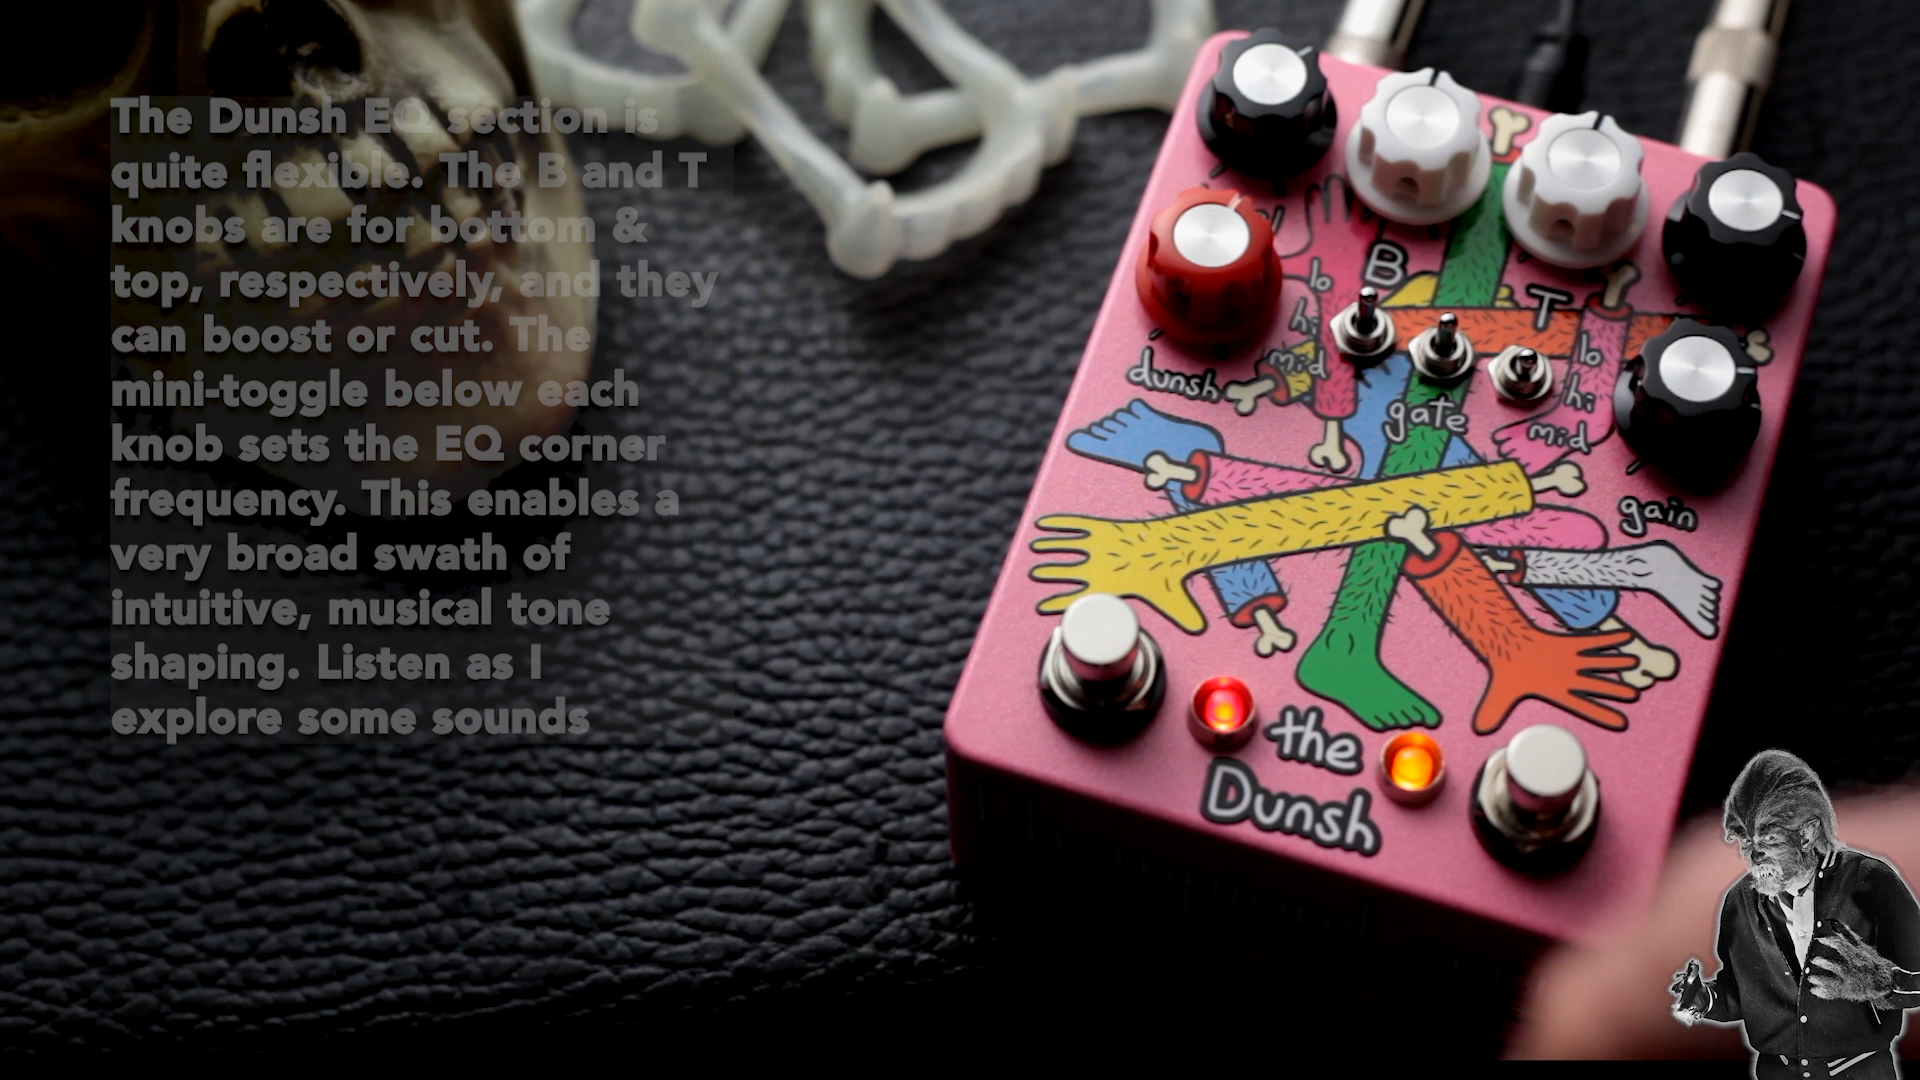 The Dunsh EQ section is
quite flexible. The B and T
knobs are for bottom &
top, respectively, and they
can boost or cut. The
mini-toggle below each
knob sets the EQ corner
frequency. This enables a
very broad swath of
intuitive, musical tone
shaping. Listen as I
explore some sounds
B
T
lo
hi
mid
lo
hi
mid
dunsh
gate
gain
the
Dunsh